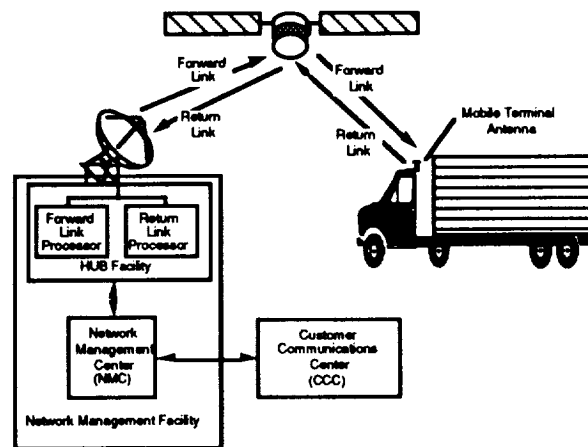 Forward
Link
Forward
Link
Return
Link
Return
Link
Mobile Terminal
Antenna
Forward
Link
Processor
Return
Link
Processor
HUB Facility
Network
Management
Center
(NMC)
Customer
Communications
Center
(CCC)
Network Management Facility